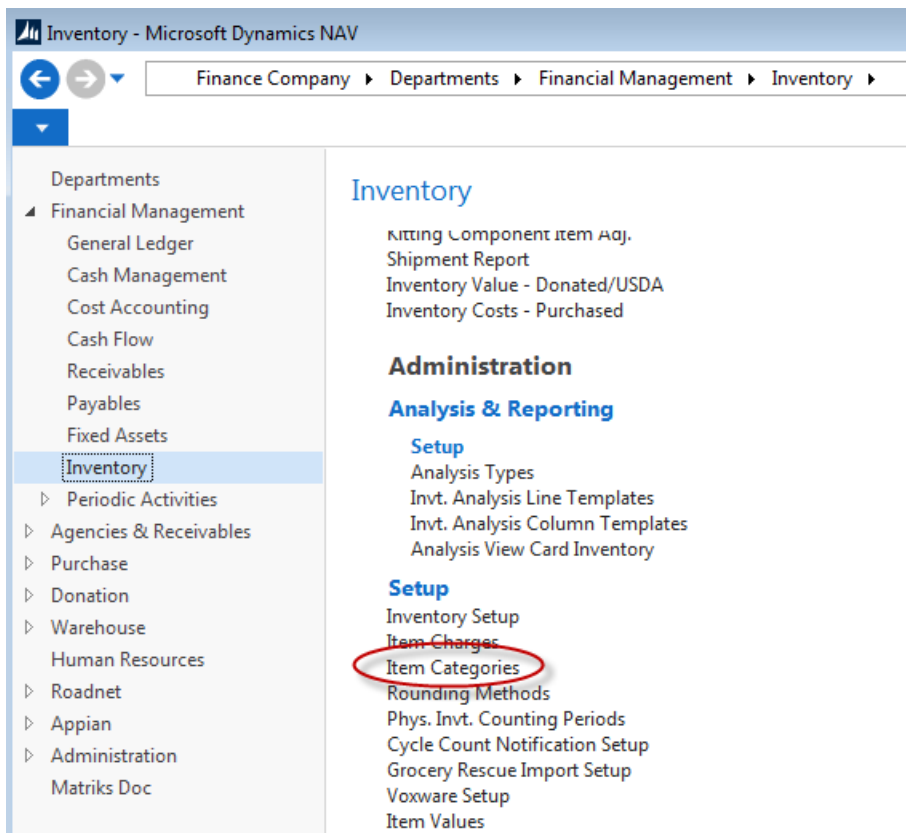 Inventory - Microsoft Dynamics NAV
Finance Company Departments Financial Management Inventory
Departments
Financial Management
General Ledger
Cash Management
Cost Accounting
Cash Flow
Receivables
Payables
Fixed Assets
Inventory
Periodic Activities
Agencies & Receivables
Purchase
Donation
Warehouse
Human Resources
Roadnet
Appian
Administration
Matriks Doc
Inventory
Kitting Component Item Adj.
Shipment Report
Inventory Value - Donated/USDA
Inventory Costs - Purchased
Administration
Analysis & Reporting
Setup
Analysis Types
Invt. Analysis Line Templates
Invt. Analysis Column Templates
Analysis View Card Inventory
Setup
Inventory Setup
Item Charges
Item Categories
Rounding Methods
Phys. Invt. Counting Periods
Cycle Count Notification Setup
Grocery Rescue Import Setup
Voxware Setup
Item Values